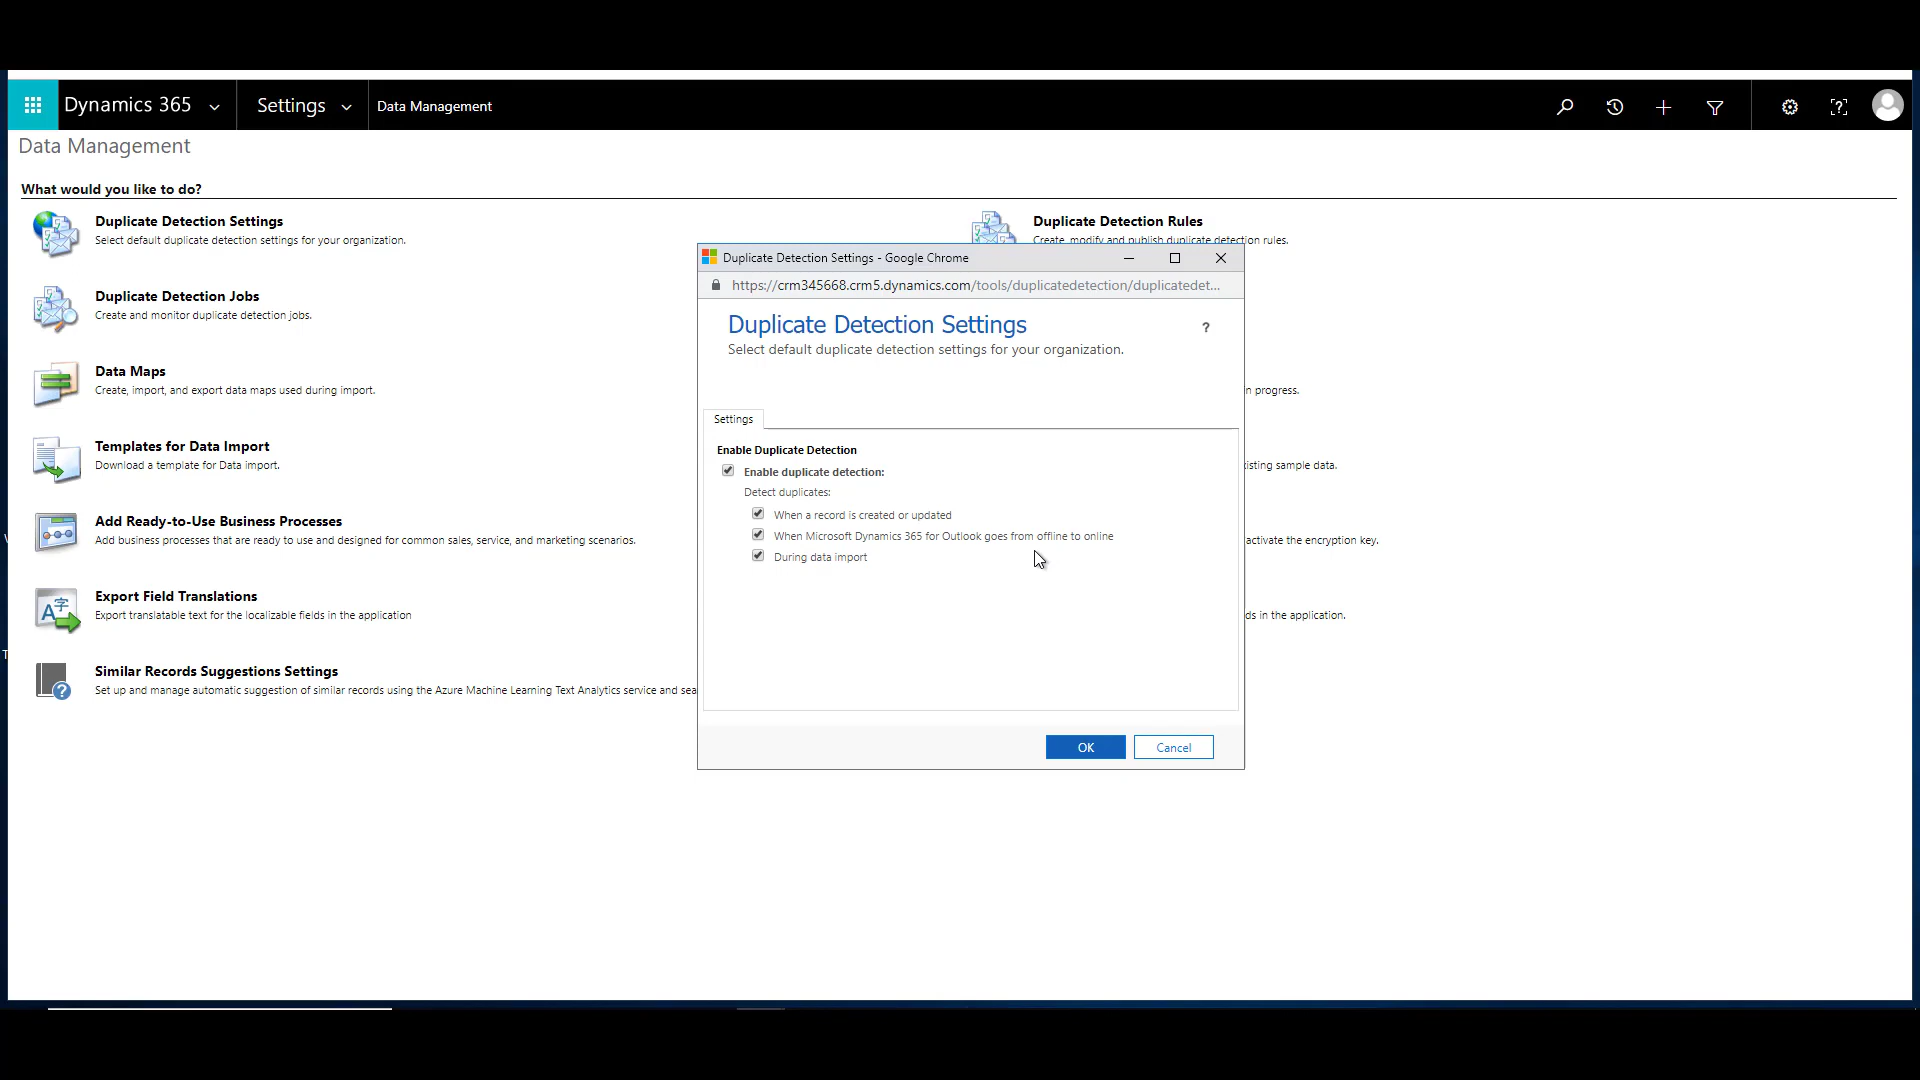 Dynamics 365
Settings
Data Management
Data Management
What would you like to do?
Duplicate Detection Settings
Select default duplicate detection settings for your organization.
Duplicate Detection Rules
Create, modify and publish duplicate detection rules.
Duplicate Detection Jobs
Create and monitor duplicate detection jobs.
Data Maps
Create, import, and export data maps used during import.
n progress.
Templates for Data Import
Download a template for Data import.
isting sample data.
Add Ready-to-Use Business Processes
Add business processes that are ready to use and designed for common sales, service, and marketing scenarios.
activate the encryption key.
Export Field Translations
Export translatable text for the localizable fields in the application
ds in the application.
Similar Records Suggestions Settings
Set up and manage automatic suggestion of similar records using the Azure Machine Learning Text Analytics service and sea
Duplicate Detection Settings - Google Chrome
https://crm345668.crm5.dynamics.com/tools/duplicatedetection/duplicatedet...
Duplicate Detection Settings
?
Select default duplicate detection settings for your organization.
Settings
Enable Duplicate Detection
Enable duplicate detection:
Detect duplicates:
When a record is created or updated
When Microsoft Dynamics 365 for Outlook goes from offline to online
During data import
OK
Cancel